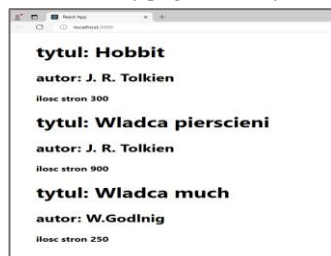 React App
localhost:3000
tytul: Hobbit
autor: J. R. Tolkien
ilosc stron 300
tytul: Wladca pierscieni
autor: J. R. Tolkien
ilosc stron 900
tytul: Wladca much
autor: W.Godlnig
ilosc stron 250